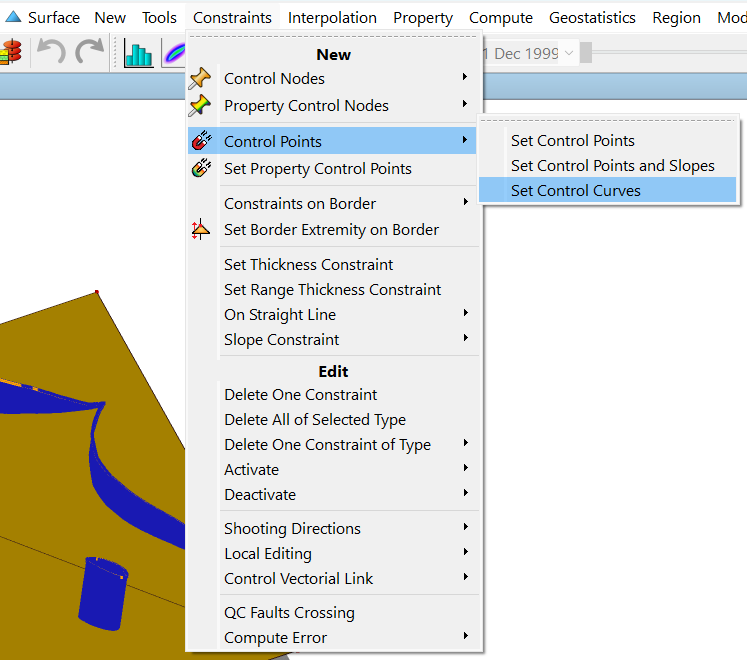 Surface New Tools Constraints Interpolation Property Compute Geostatistics Region Mod
1 Dec 1999
New
Control Nodes
Property Control Nodes
Control Points
Set Property Control Points
Constraints on Border
Set Border Extremity on Border
Set Thickness Constraint
Set Range Thickness Constraint
On Straight Line
Slope Constraint
Edit
Delete One Constraint
Delete All of Selected Type
Delete One Constraint of Type
Activate
Deactivate
Shooting Directions
Local Editing
Control Vectorial Link
QC Faults Crossing
Compute Error
Set Control Points
Set Control Points and Slopes
Set Control Curves